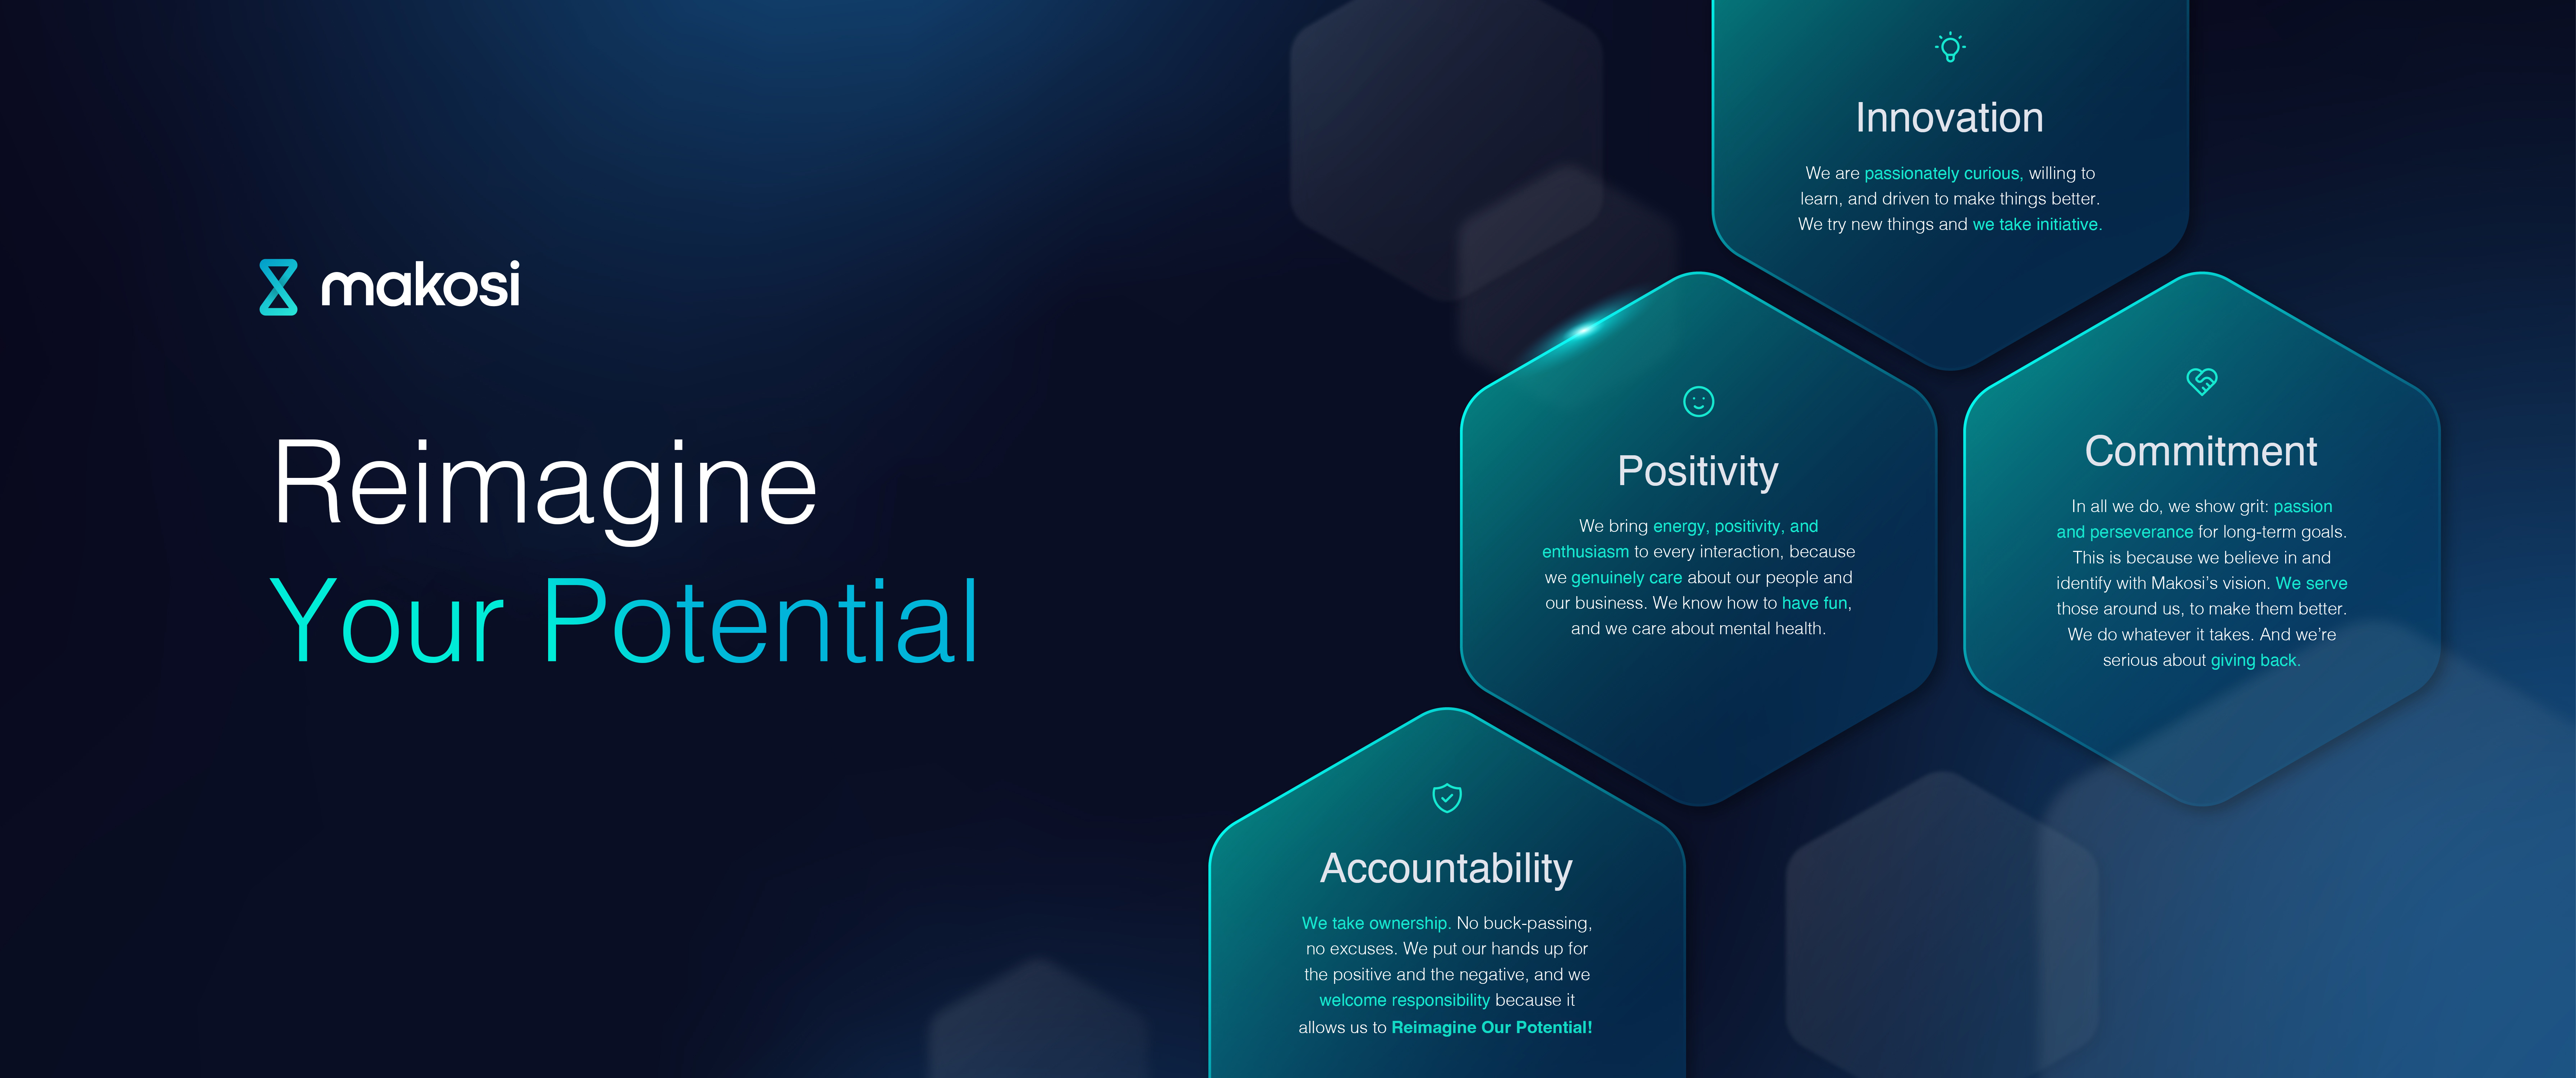 makosi
Reimagine
Your Potential
Innovation
We are passionately curious, willing to
learn, and driven to make things better.
We try new things and we take initiative.
Positivity
We bring energy, positivity, and
enthusiasm to every interaction, because
we genuinely care about our people and
our business. We know how to have fun,
and we care about mental health.
Commitment
In all we do, we show grit: passion
and perseverance for long-term goals.
This is because we believe in and
identify with Makosi’s vision. We serve
those around us, to make them better.
We do whatever it takes. And we’re
serious about giving back.
Accountability
We take ownership. No buck-passing,
no excuses. We put our hands up for
the positive and the negative, and we
welcome responsibility because it
allows us to Reimagine Our Potential!